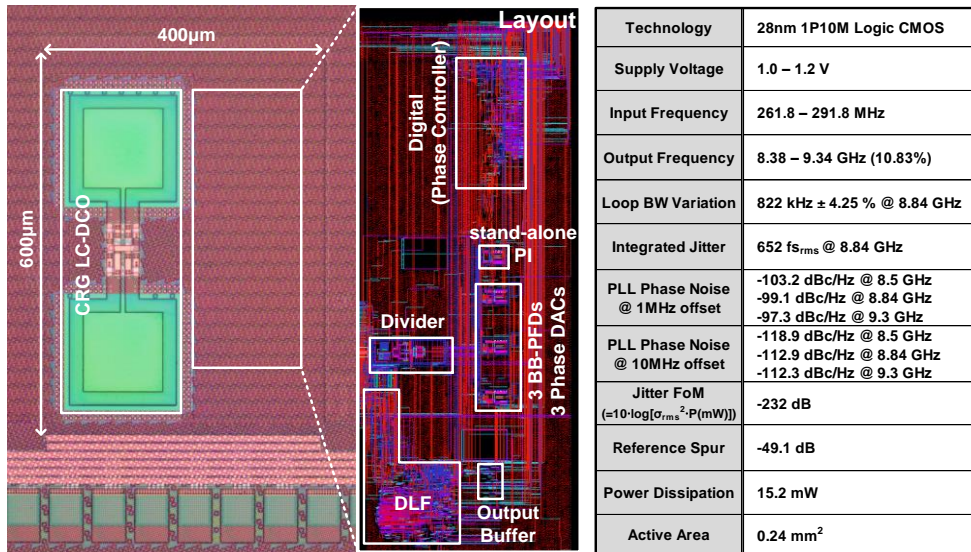 400μm
600μm
CRG LC-DCO
Layout
Digital
(Phase Controller)
stand-alone
PI
Divider
3 BB-PFDs
3 Phase DACs
DLF
Output
Buffer
Technology 28nm 1P10M Logic CMOS
Supply Voltage 1.0 – 1.2 V
Input Frequency 261.8 – 291.8 MHz
Output Frequency 8.38 – 9.34 GHz (10.83%)
Loop BW Variation 822 kHz ± 4.25 % @ 8.84 GHz
Integrated Jitter 652 fsrms @ 8.84 GHz
PLL Phase Noise
@ 1MHz offset
-103.2 dBc/Hz @ 8.5 GHz
-99.1 dBc/Hz @ 8.84 GHz
-97.3 dBc/Hz @ 9.3 GHz
PLL Phase Noise
@ 10MHz offset
-118.9 dBc/Hz @ 8.5 GHz
-112.9 dBc/Hz @ 8.84 GHz
-112.3 dBc/Hz @ 9.3 GHz
Jitter FoM
(=10·log[σrms²·P(mW)])
-232 dB
Reference Spur -49.1 dB
Power Dissipation 15.2 mW
Active Area 0.24 mm²